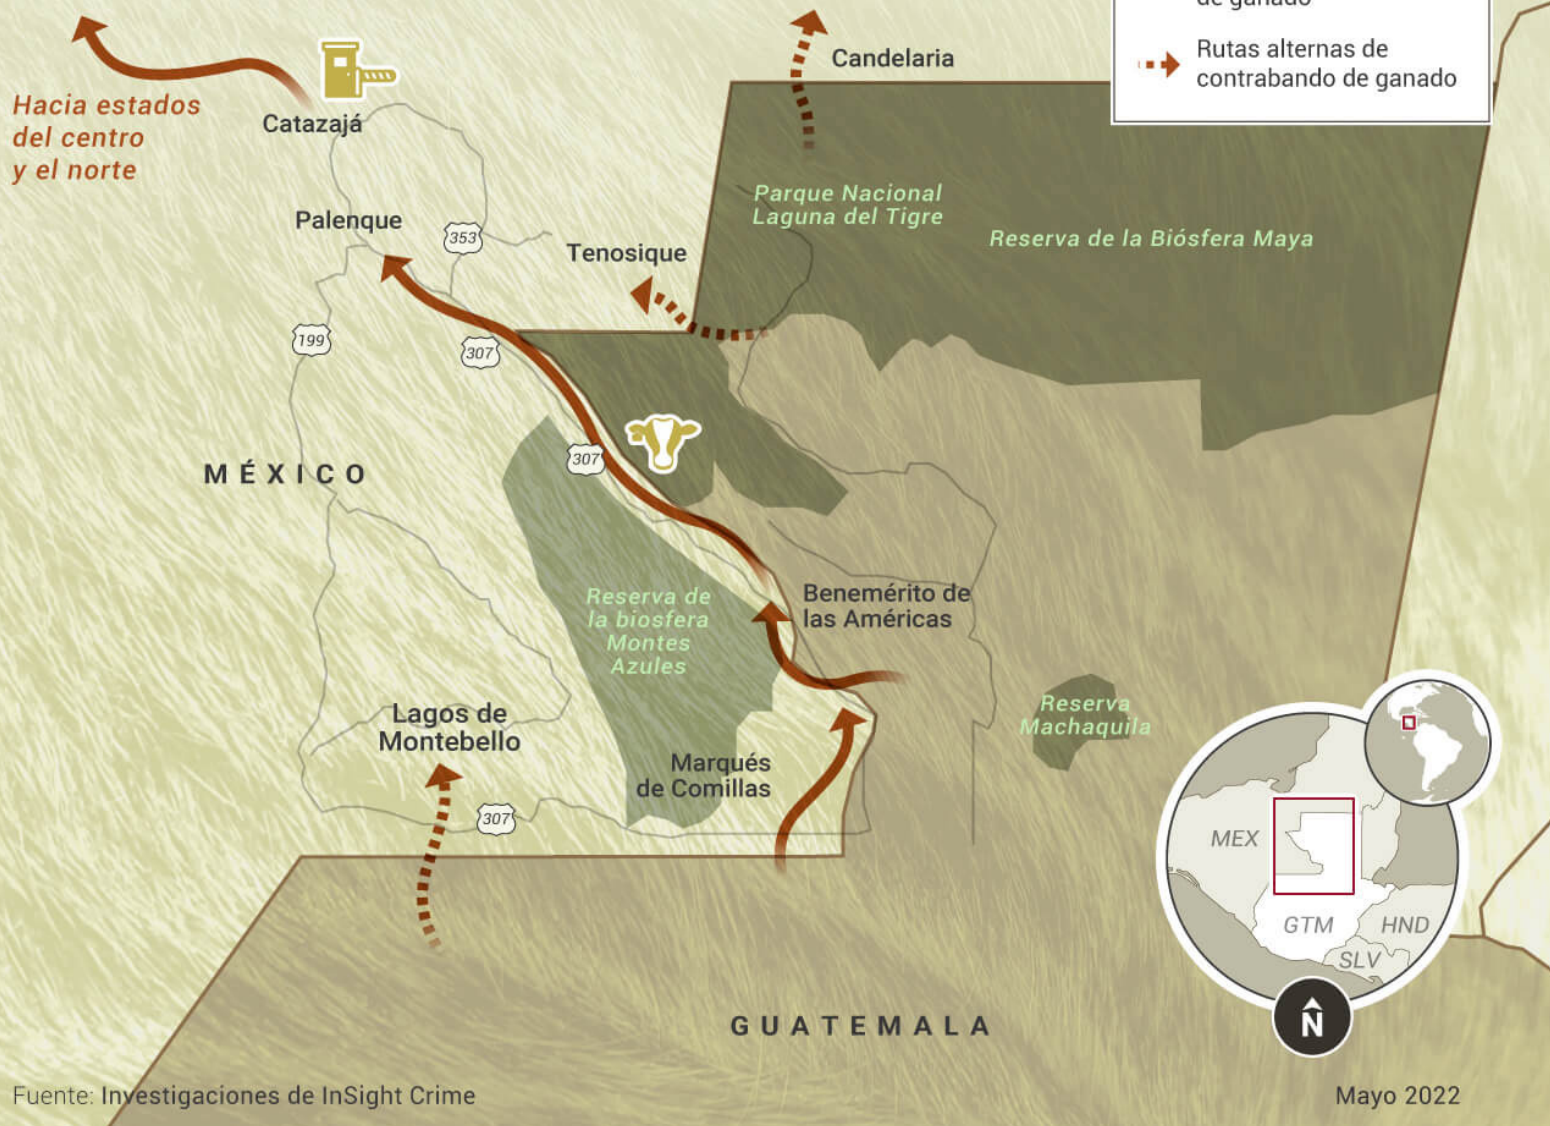 de ganado
Rutas alternas de
contrabando de ganado
Candelaria
Hacia estados
del centro
y el norte
Catazajá
Parque Nacional
Laguna del Tigre
Reserva de la Biósfera Maya
Palenque
353
Tenosique
199
307
307
MÉXICO
Reserva de
la biosfera
Montes
Azules
Benemérito de
las Américas
Lagos de
Montebello
Reserva
Machaquila
Marqués
de Comillas
307
MEX
GTM
HND
SLV
N
GUATEMALA
Fuente: Investigaciones de InSight Crime
Mayo 2022